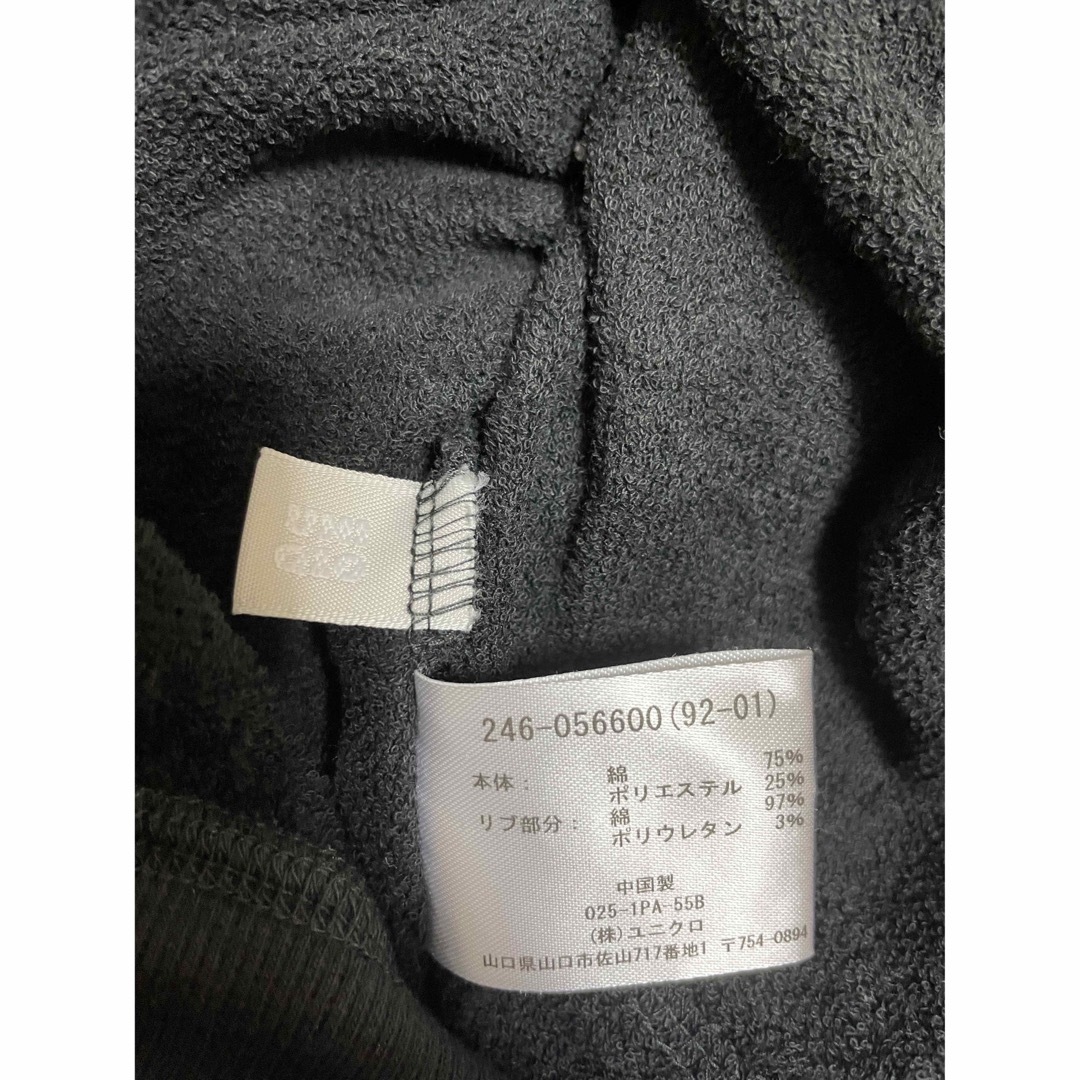 246-056600(92-01)
本体: 綿 75%
ポリエステル 25%
リブ部分: 綿 97%
ポリウレタン 3%
中国製
025-1PA-55B
(株)ユニクロ
山口県山口市佐山717番地1 〒754-0894